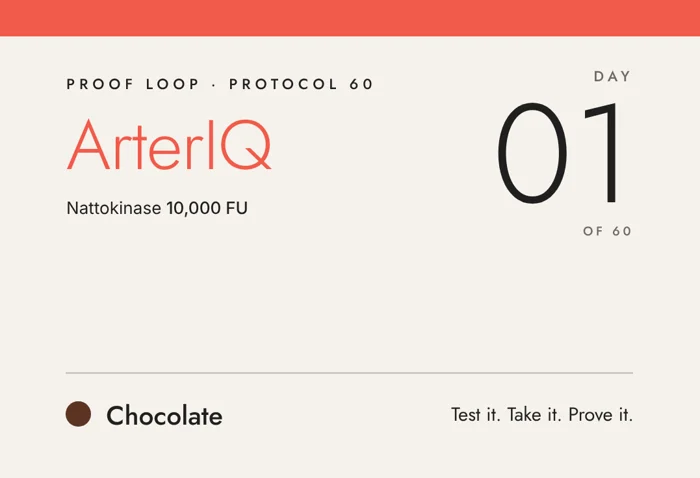 PROOF LOOP · PROTOCOL 60
ArterIQ
Nattokinase 10,000 FU
DAY
01
OF 60
Chocolate
Test it. Take it. Prove it.